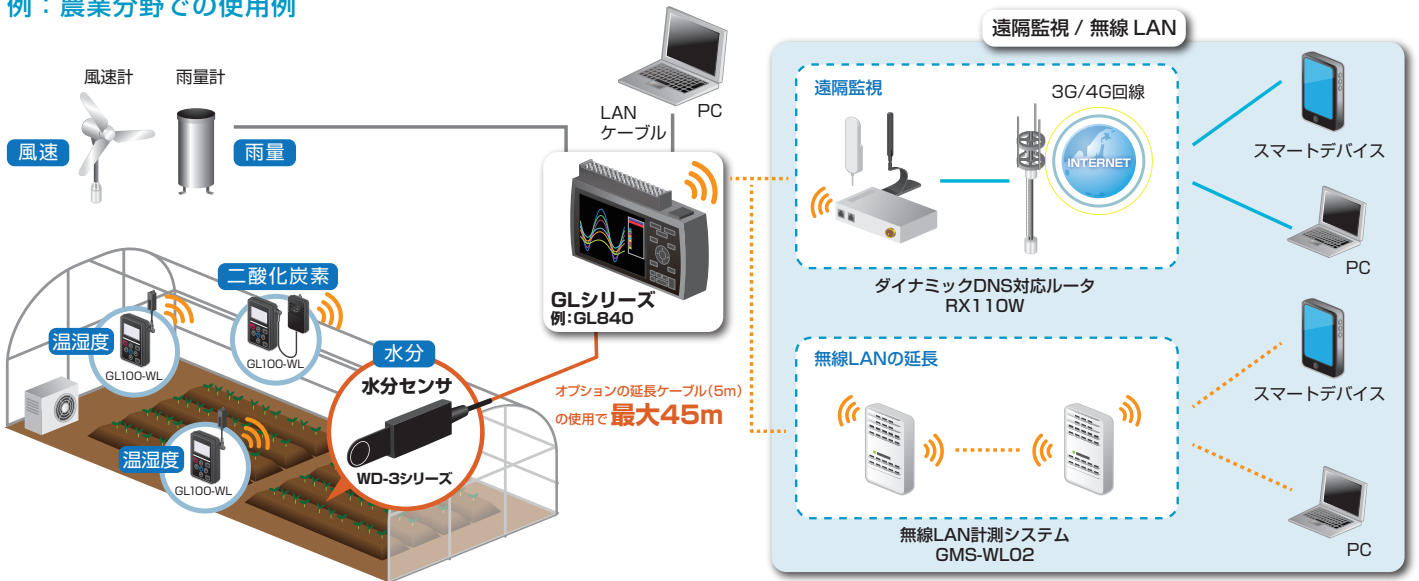 例：農業分野での使用例
風速計
雨量計
風速
雨量
LAN
ケーブル
PC
GLシリーズ
例:GL840
二酸化炭素
GL100-WL
温湿度
GL100-WL
温湿度
GL100-WL
水分
水分センサ
WD-3シリーズ
オプションの延長ケーブル(5m)
の使用で 最大45m
遠隔監視 / 無線 LAN
遠隔監視
3G/4G回線
INTERNET
ダイナミックDNS対応ルータ
RX110W
スマートデバイス
PC
無線LANの延長
無線LAN計測システム
GMS-WL02
スマートデバイス
PC